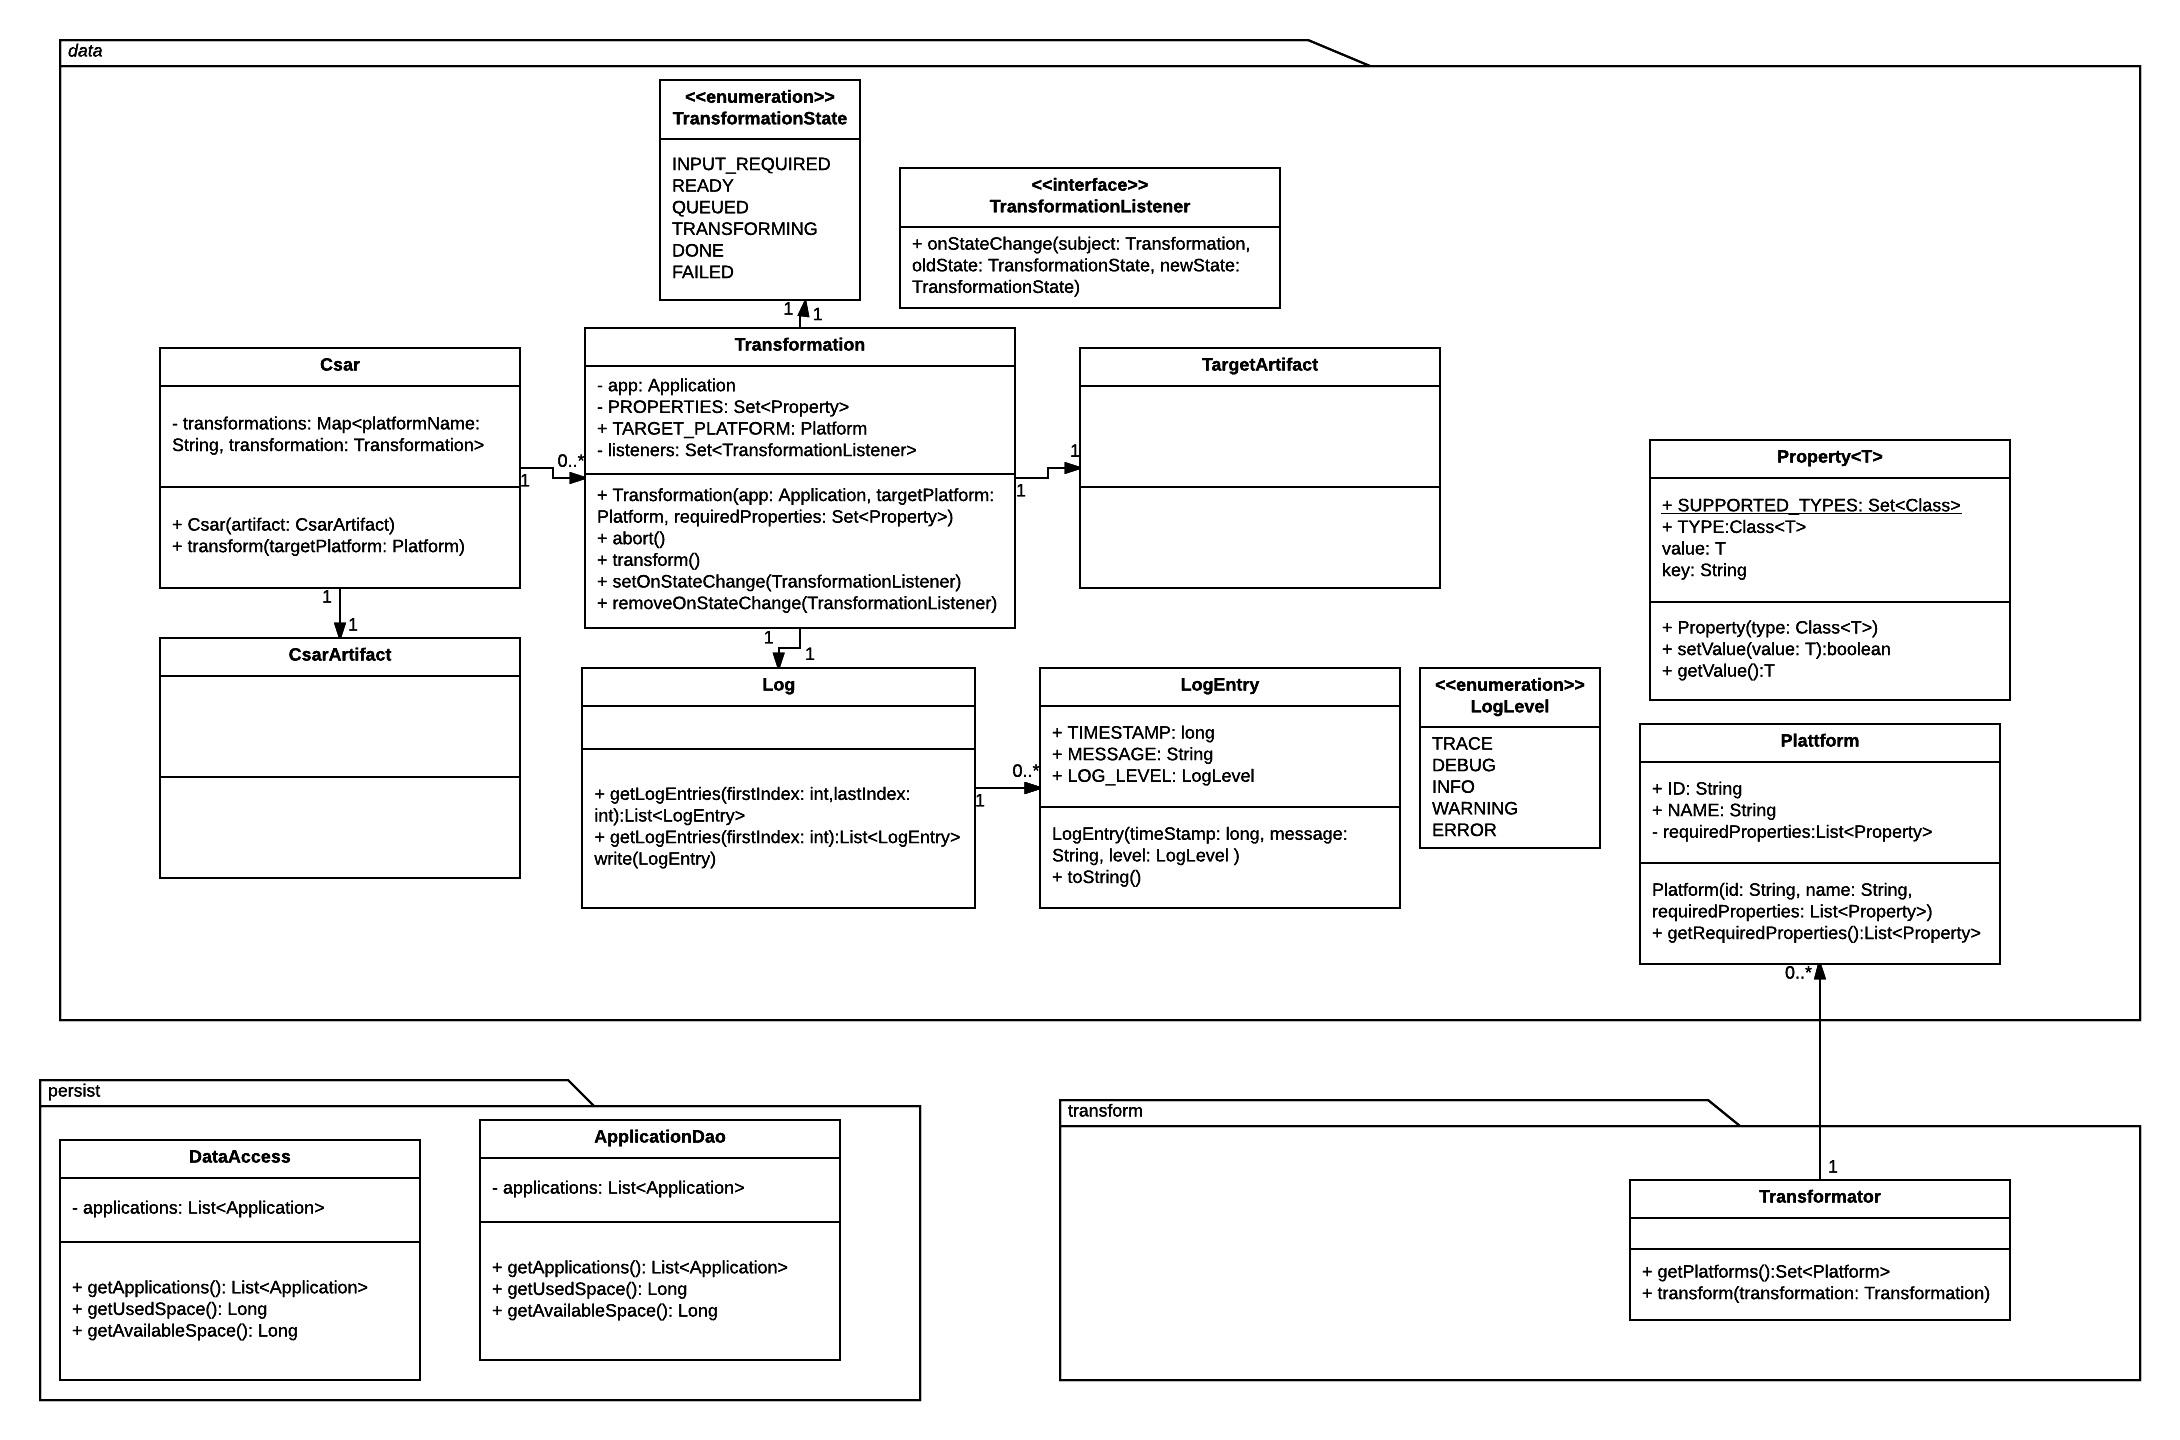 data
<<enumeration>>
TransformationState
INPUT_REQUIRED
READY
QUEUED
TRANSFORMING
DONE
FAILED
<<interface>>
TransformationListener
+ onStateChange(subject: Transformation,
oldState: TransformationState, newState:
TransformationState)
1
1
Csar
- transformations: Map<platformName:
String, transformation: Transformation>
+ Csar(artifact: CsarArtifact)
+ transform(targetPlatform: Platform)
1
0..*
Transformation
- app: Application
- PROPERTIES: Set<Property>
+ TARGET_PLATFORM: Platform
- listeners: Set<TransformationListener>
+ Transformation(app: Application, targetPlatform:
Platform, requiredProperties: Set<Property>)
+ abort()
+ transform()
+ setOnStateChange(TransformationListener)
+ removeOnStateChange(TransformationListener)
1
1
TargetArtifact
Property<T>
+ SUPPORTED_TYPES: Set<Class>
+ TYPE:Class<T>
value: T
key: String
+ Property(type: Class<T>)
+ setValue(value: T):boolean
+ getValue():T
1
1
CsarArtifact
1
1
Log
+ getLogEntries(firstIndex: int,lastIndex:
int):List<LogEntry>
+ getLogEntries(firstIndex: int):List<LogEntry>
write(LogEntry)
1
0..*
LogEntry
+ TIMESTAMP: long
+ MESSAGE: String
+ LOG_LEVEL: LogLevel
LogEntry(timeStamp: long, message:
String, level: LogLevel )
+ toString()
<<enumeration>>
LogLevel
TRACE
DEBUG
INFO
WARNING
ERROR
Plattform
+ ID: String
+ NAME: String
- requiredProperties:List<Property>
Platform(id: String, name: String,
requiredProperties: List<Property>)
+ getRequiredProperties():List<Property>
0..*
1
persist
DataAccess
- applications: List<Application>
+ getApplications(): List<Application>
+ getUsedSpace(): Long
+ getAvailableSpace(): Long
ApplicationDao
- applications: List<Application>
+ getApplications(): List<Application>
+ getUsedSpace(): Long
+ getAvailableSpace(): Long
transform
Transformator
+ getPlatforms():Set<Platform>
+ transform(transformation: Transformation)